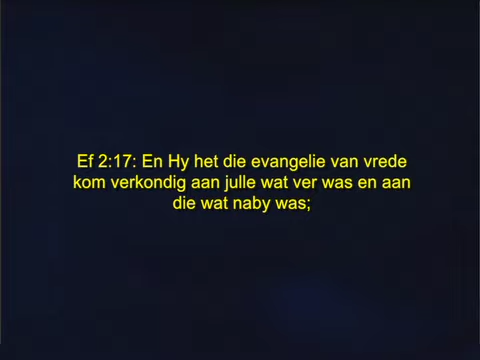 Ef 2:17: En Hy het die evangelie van vrede
kom verkondig aan julle wat ver was en aan
die wat naby was;